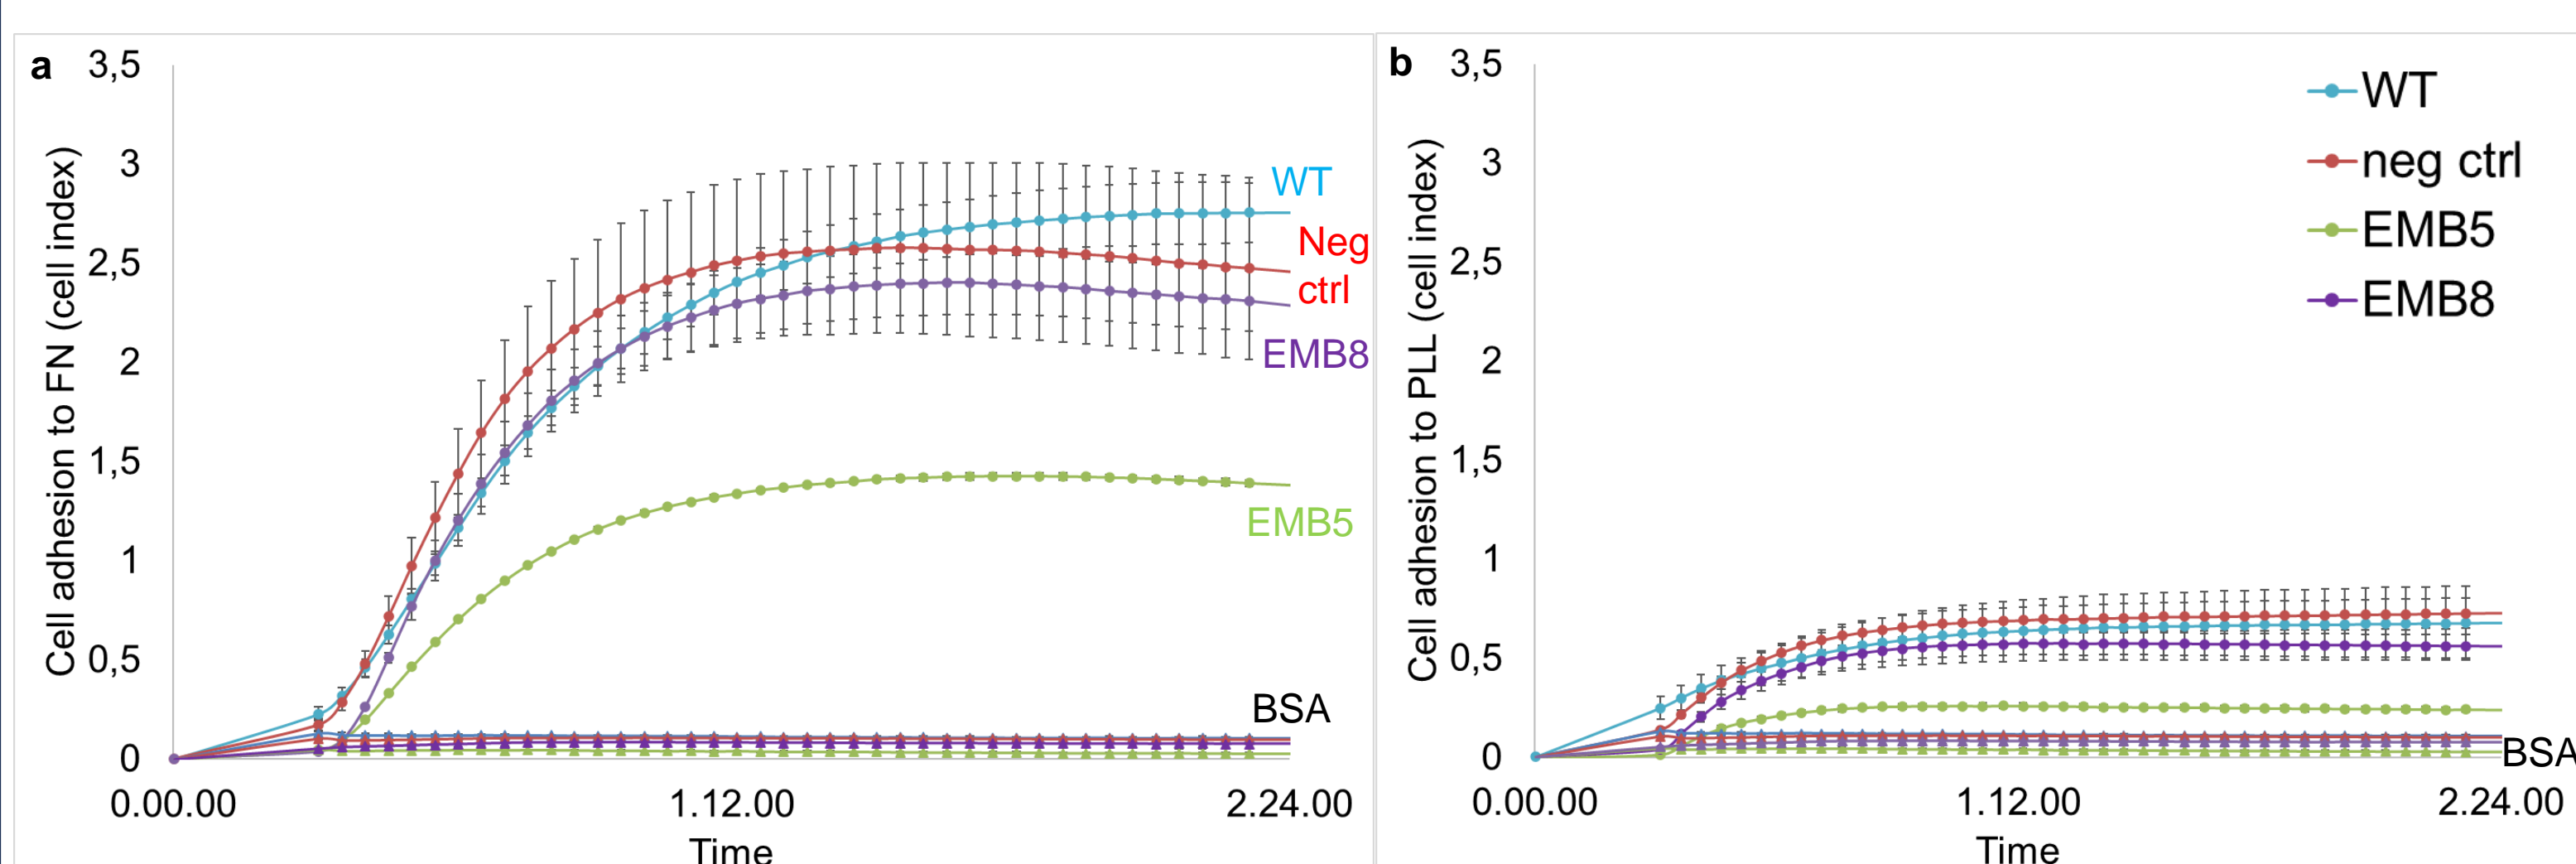 a
3,5
3
2,5
2
1,5
1
0,5
0
Cell adhesion to FN (cell index)
0.00.00
1.12.00
2.24.00
Time
WT
Neg
ctrl
EMB8
EMB5
BSA
b
3,5
3
2,5
2
1,5
1
0,5
0
Cell adhesion to PLL (cell index)
0.00.00
1.12.00
2.24.00
Time
WT
neg ctrl
EMB5
EMB8
BSA